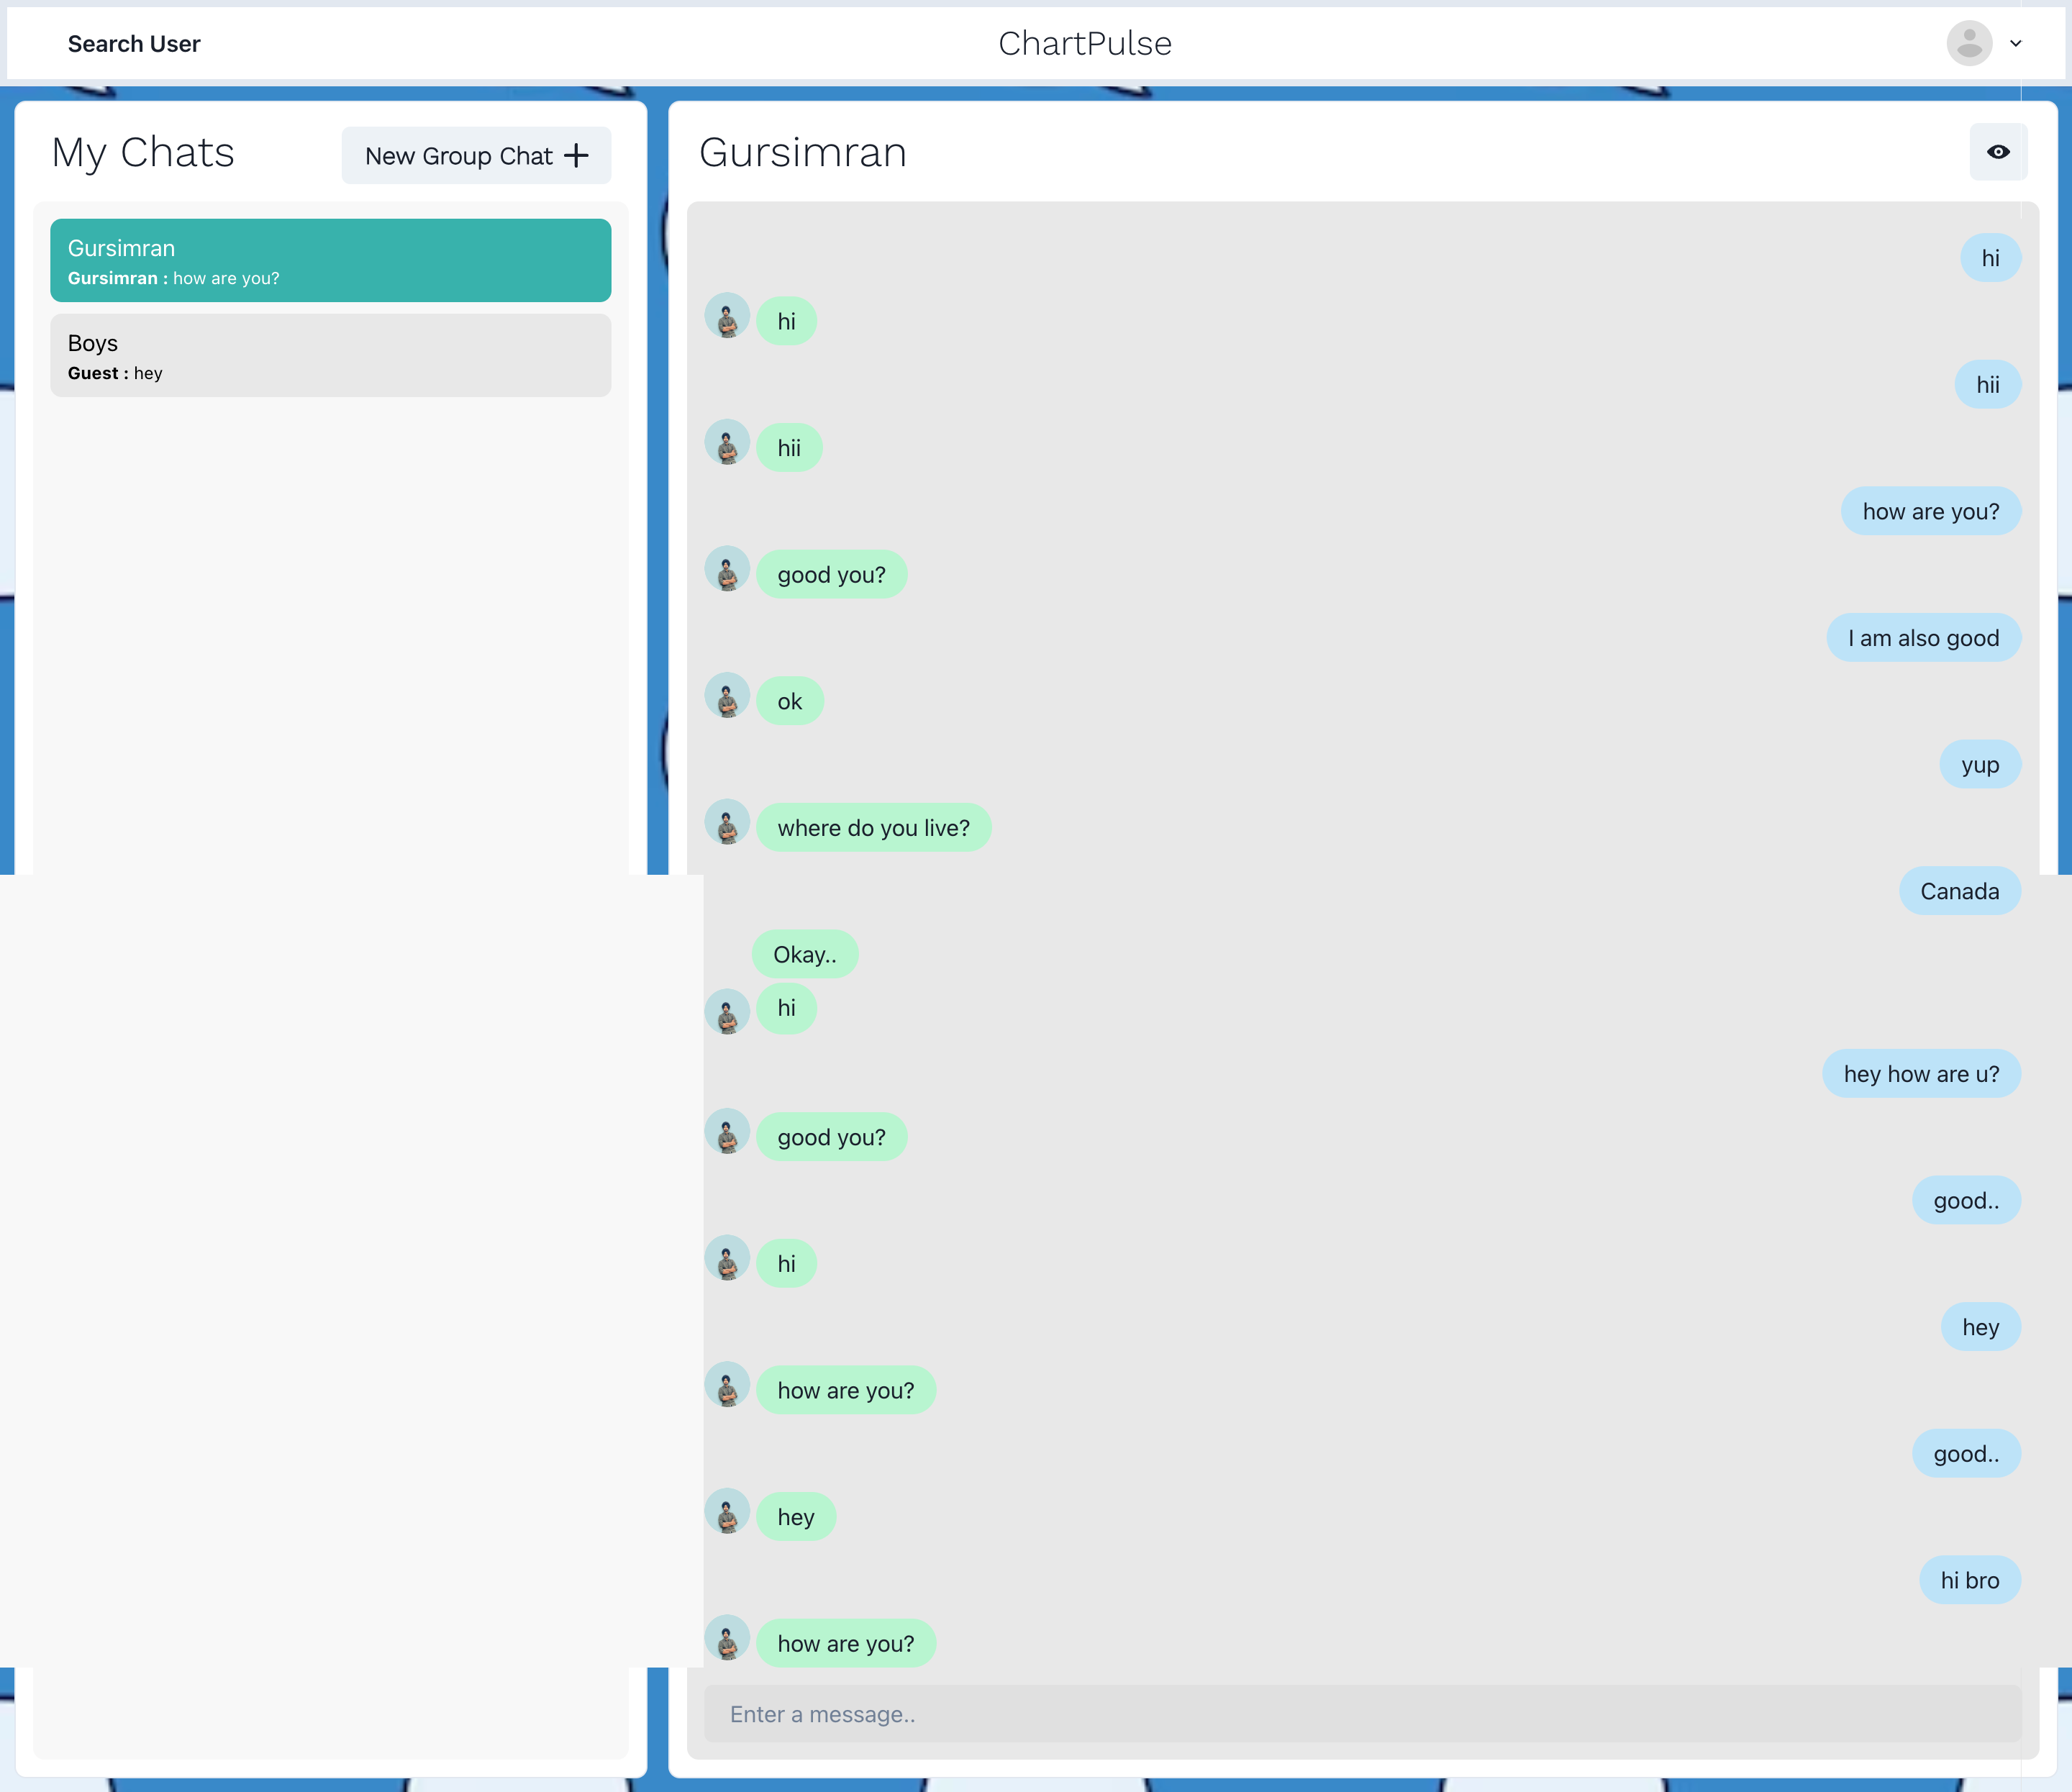 Search User
ChartPulse
My Chats
New Group Chat
Gursimran
Gursimran : how are you?
Boys
Guest : hey
Gursimran
hi
hi
hii
hii
how are you?
good you?
I am also good
ok
yup
where do you live?
Canada
Okay..
hi
hey how are u?
good you?
good..
hi
hey
how are you?
good..
hey
hi bro
how are you?
Enter a message..